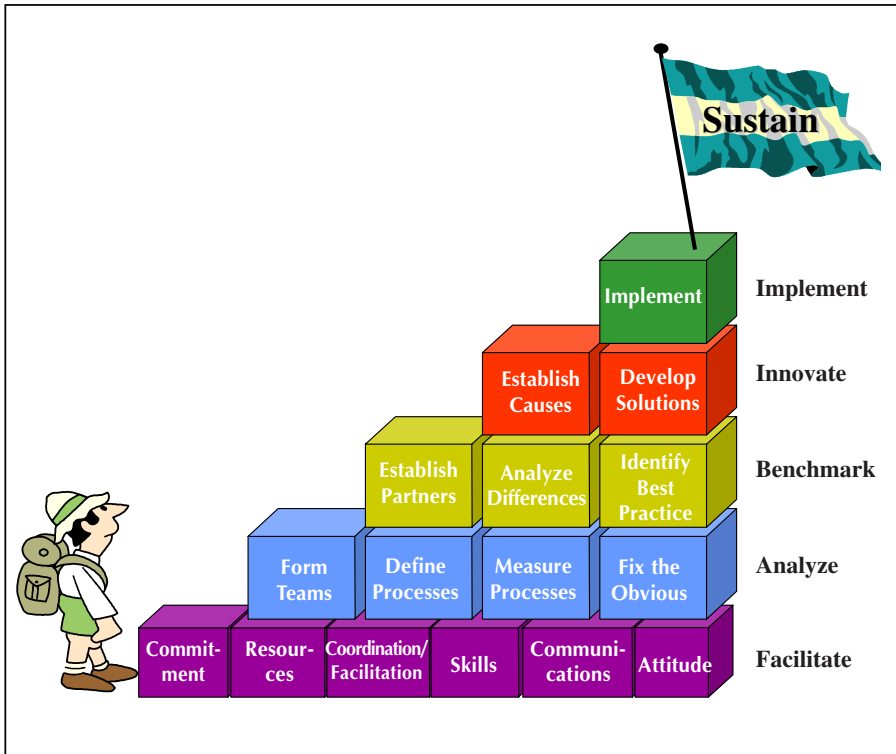 Sustain
Implement
Implement
Establish
Causes
Develop
Solutions
Innovate
Establish
Partners
Analyze
Differences
Identify
Best
Practice
Benchmark
Form
Teams
Define
Processes
Measure
Processes
Fix the
Obvious
Analyze
Commit-
ment
Resour-
ces
Coordination/
Facilitation
Skills
Communi-
cations
Attitude
Facilitate